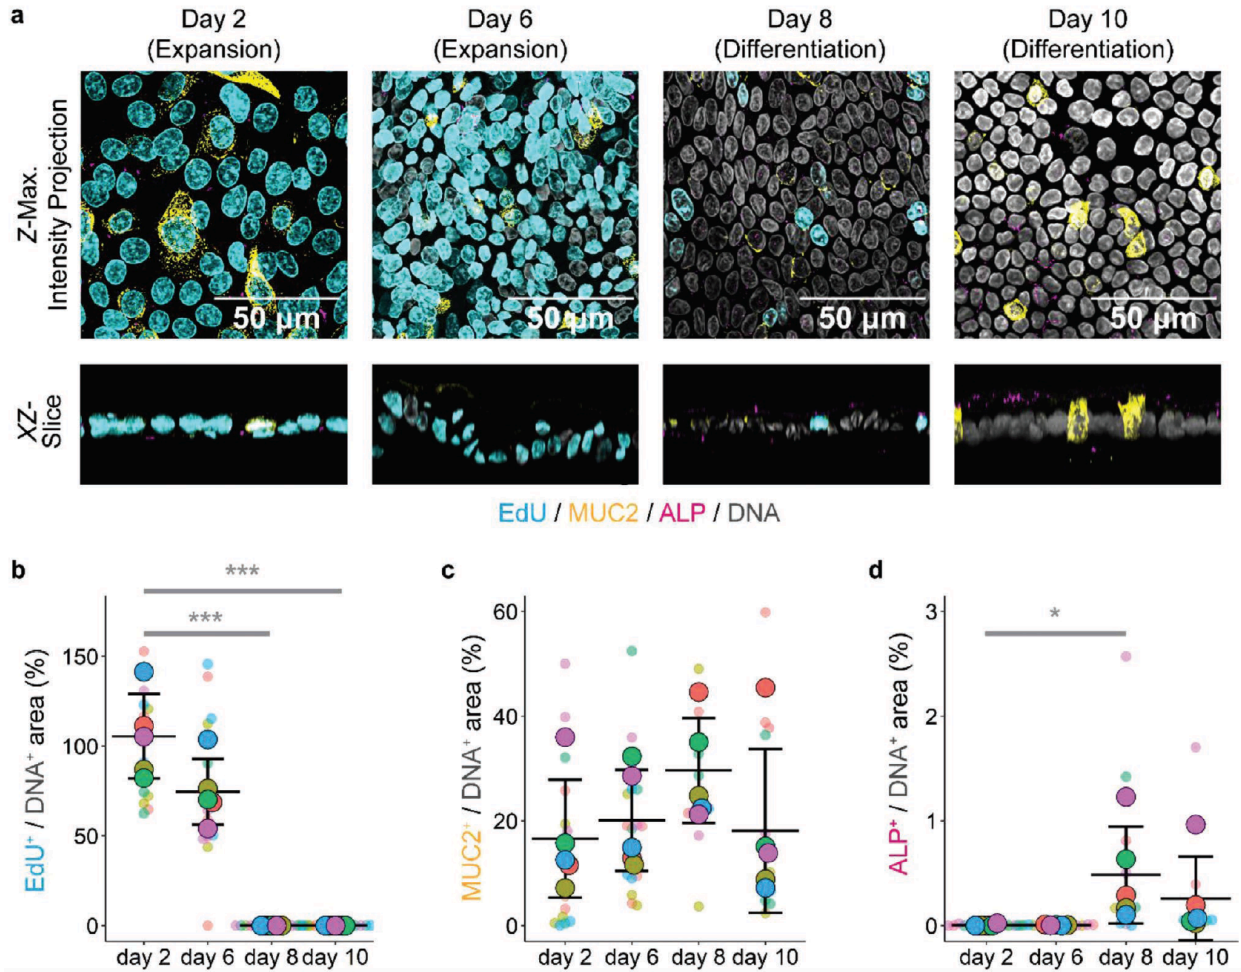 a
Day 2
(Expansion)
Day 6
(Expansion)
Day 8
(Differentiation)
Day 10
(Differentiation)
Z-Max.
Intensity Projection
50 µm
50 µm
50 µm
50 µm
XZ-
Slice
EdU / MUC2 / ALP / DNA
b
***
***
EdU⁺ / DNA⁺ area (%)
150
100
50
0
day 2
day 6
day 8
day 10
c
MUC2⁺ / DNA⁺ area (%)
60
40
20
0
day 2
day 6
day 8
day 10
d
*
ALP⁺ / DNA⁺ area (%)
3
2
1
0
day 2
day 6
day 8
day 10